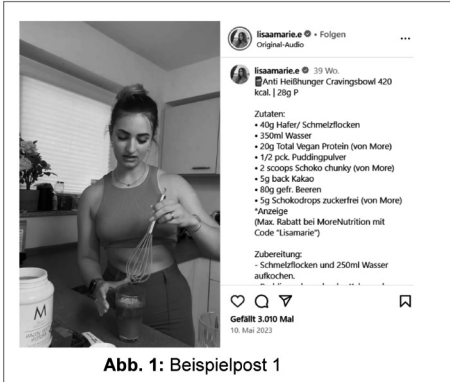 lisaamarie.e • Folgen
Original-Audio
lisaamarie.e 39 Wo.
Anti Heißhunger Cravingsbowl 420
kcal. | 28g P
Zutaten:
• 40g Hafer/ Schmelzflocken
• 350ml Wasser
• 20g Total Vegan Protein (von More)
• 1/2 pck. Puddingpulver
• 2 scoops Schoko chunky (von More)
• 5g back Kakao
• 80g gefr. Beeren
• 5g Schokodrops zuckerfrei (von More)
*Anzeige
(Max. Rabatt bei MoreNutrition mit
Code "Lisamarie")
Zubereitung:
- Schmelzflocken und 250ml Wasser
aufkochen.
Gefällt 3.010 Mal
10. Mai 2023
M
Abb. 1: Beispielpost 1